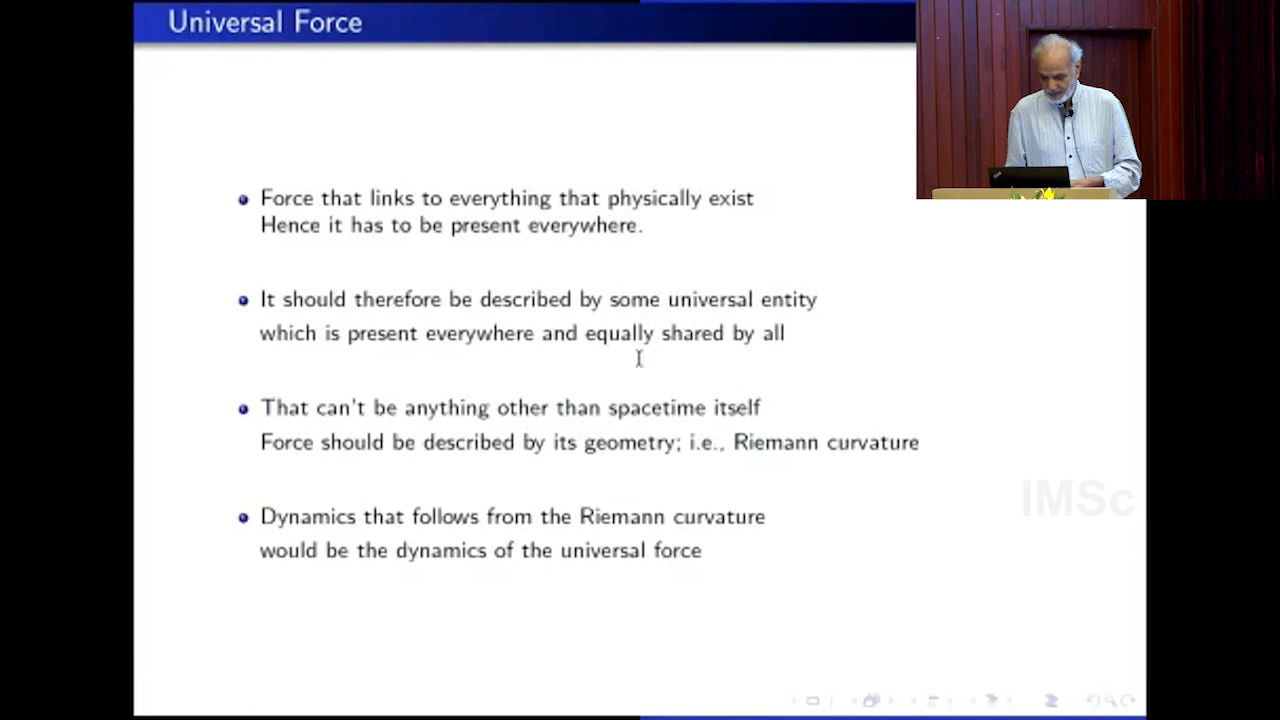 Universal Force
Force that links to everything that physically exist
Hence it has to be present everywhere.
It should therefore be described by some universal entity
which is present everywhere and equally shared by all
That can't be anything other than spacetime itself
Force should be described by its geometry; i.e., Riemann curvature
IMSc
Dynamics that follows from the Riemann curvature
would be the dynamics of the universal force